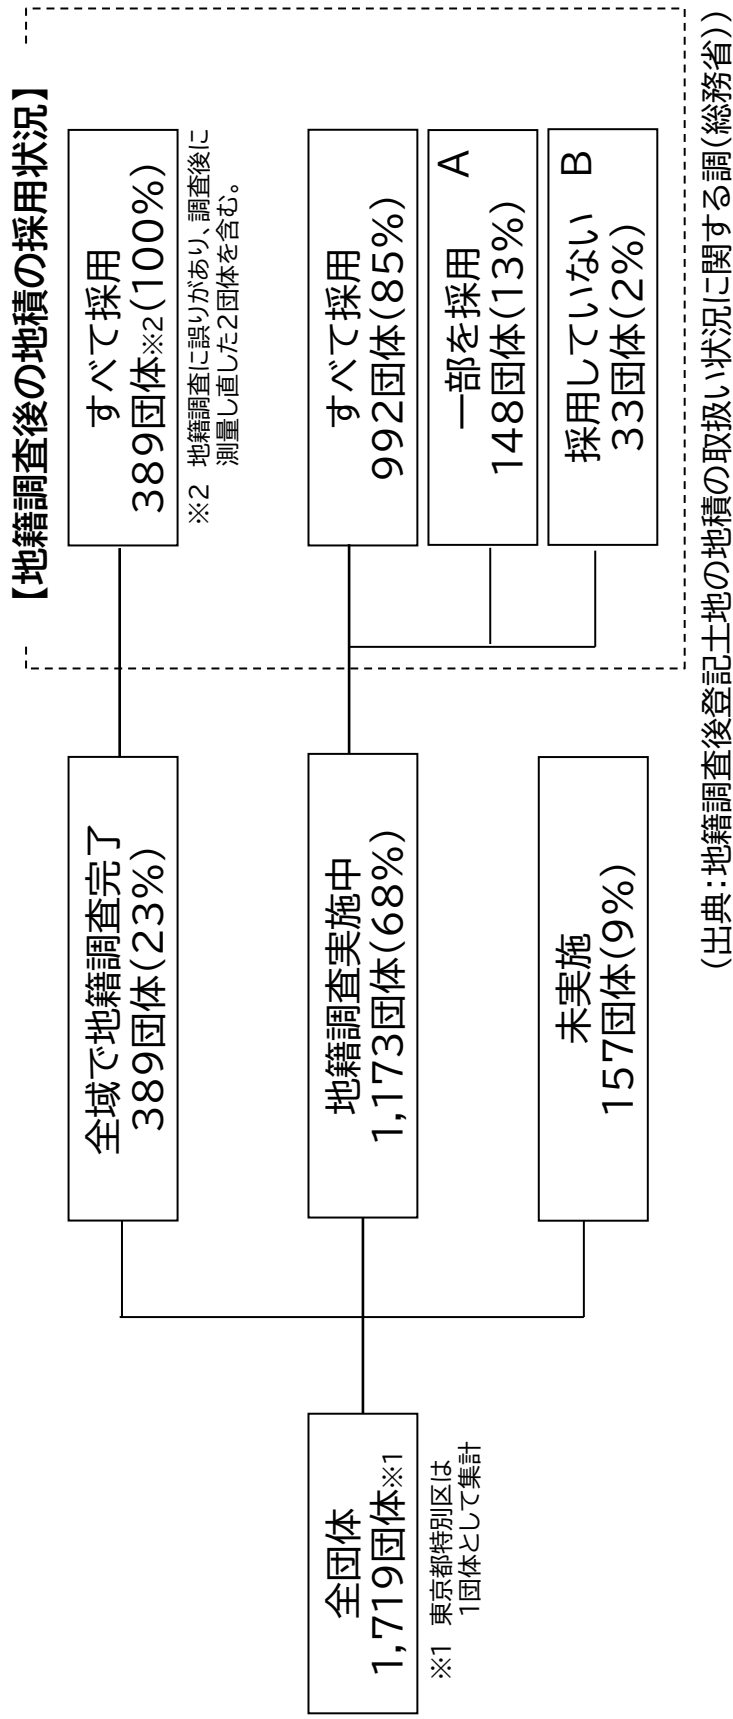 【地籍調査後の地積の採用状況】
全団体
1,719団体※1
※1 東京都特別区は
1団体として集計
全域で地籍調査完了
389団体(23%)
地籍調査実施中
1,173団体(68%)
未実施
157団体(9%)
すべて採用
389団体※2(100%)
※2 地籍調査に誤りがあり、調査後に
測量し直した2団体を含む。
すべて採用
992団体(85%)
一部を採用 A
148団体(13%)
採用していない B
33団体(2%)
(出典：地籍調査後登記土地の地積の取扱い状況に関する調(総務省))